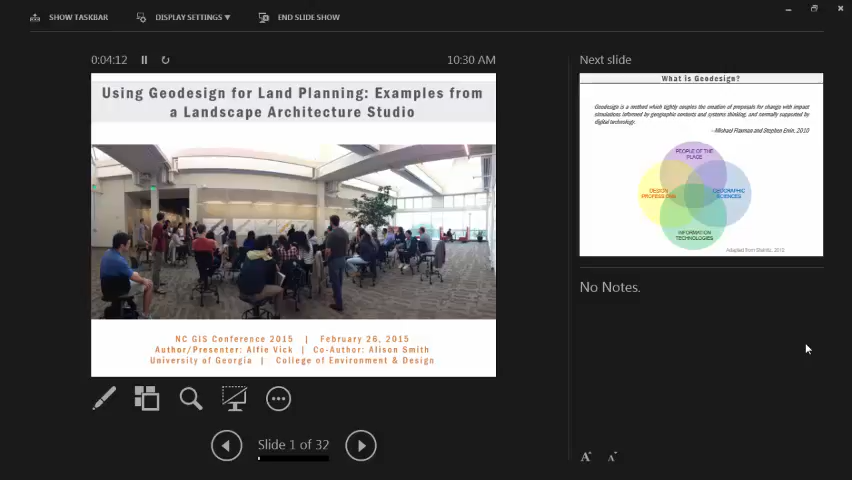 SHOW TASKBAR
DISPLAY SETTINGS
END SLIDE SHOW
0:04:12
10:30 AM
Using Geodesign for Land Planning: Examples from
a Landscape Architecture Studio
NC GIS Conference 2015 | February 26, 2015
Author/Presenter: Alfie Vick | Co-Author: Alison Smith
University of Georgia | College of Environment & Design
Slide 1 of 32
Next slide
What is Geodesign?
Geodesign is a method which tightly couples the creation of proposals for change with impact
simulations informed by geographic contexts and systems thinking, and normally supported by
digital technology.
--Michael Flaxman and Stephen Ervin, 2010
PEOPLE OF THE
PLACE
DESIGN
PROFESSIONS
GEOGRAPHIC
SCIENCES
INFORMATION
TECHNOLOGIES
Adapted from Steinitz, 2012
No Notes.
A A